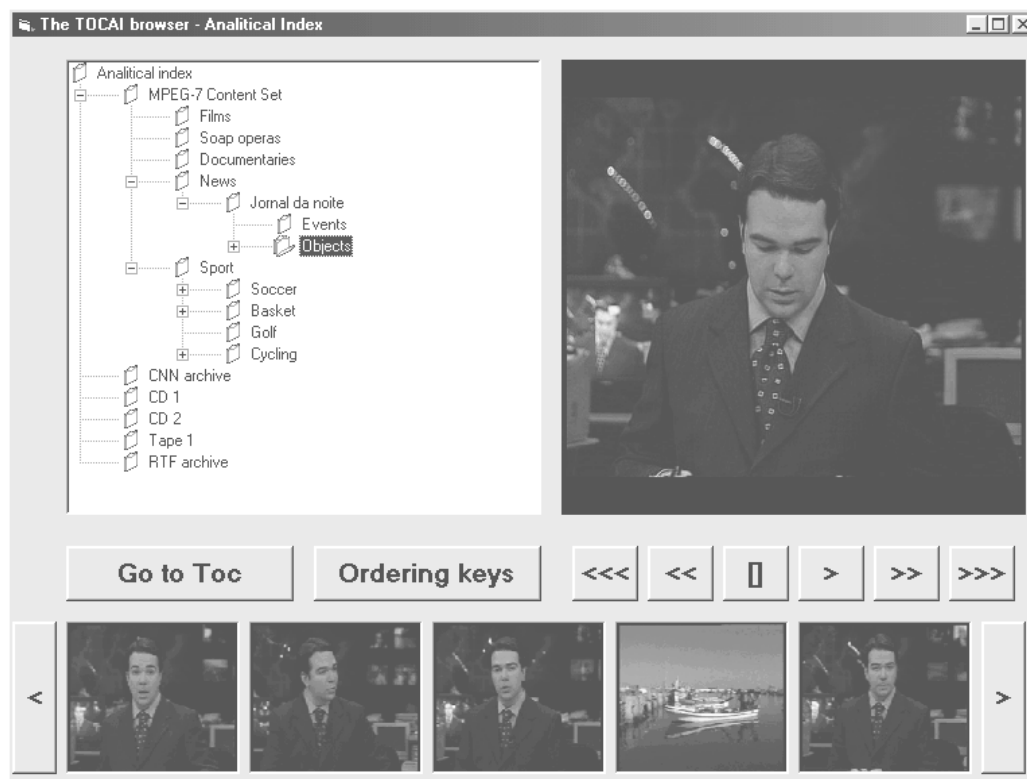 The TOCAI browser - Analitical Index
Analitical index
MPEG-7 Content Set
Films
Soap operas
Documentaries
News
Jornal da noite
Events
Objects
Sport
Soccer
Basket
Golf
Cycling
CNN archive
CD 1
CD 2
Tape 1
RTF archive
Go to Toc
Ordering keys
<<<
<<
[]
>
>>
>>>
<
>